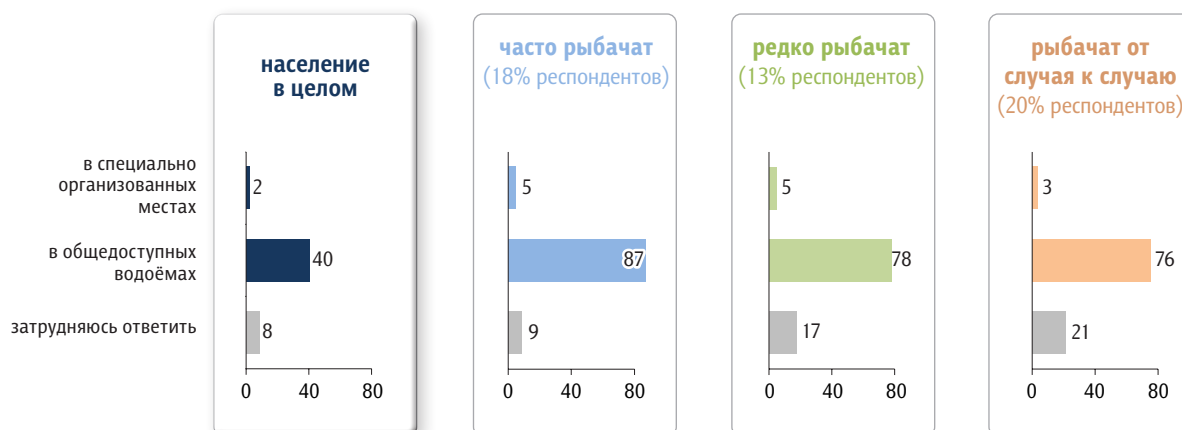 население
в целом
часто рыбачат
(18% респондентов)
редко рыбачат
(13% респондентов)
рыбачат от
случая к случаю
(20% респондентов)
в специально
организованных
местах
2
5
5
3
в общедоступных
водоёмах
40
87
78
76
затрудняюсь ответить
8
9
17
21
0 40 80
0 40 80
0 40 80
0 40 80